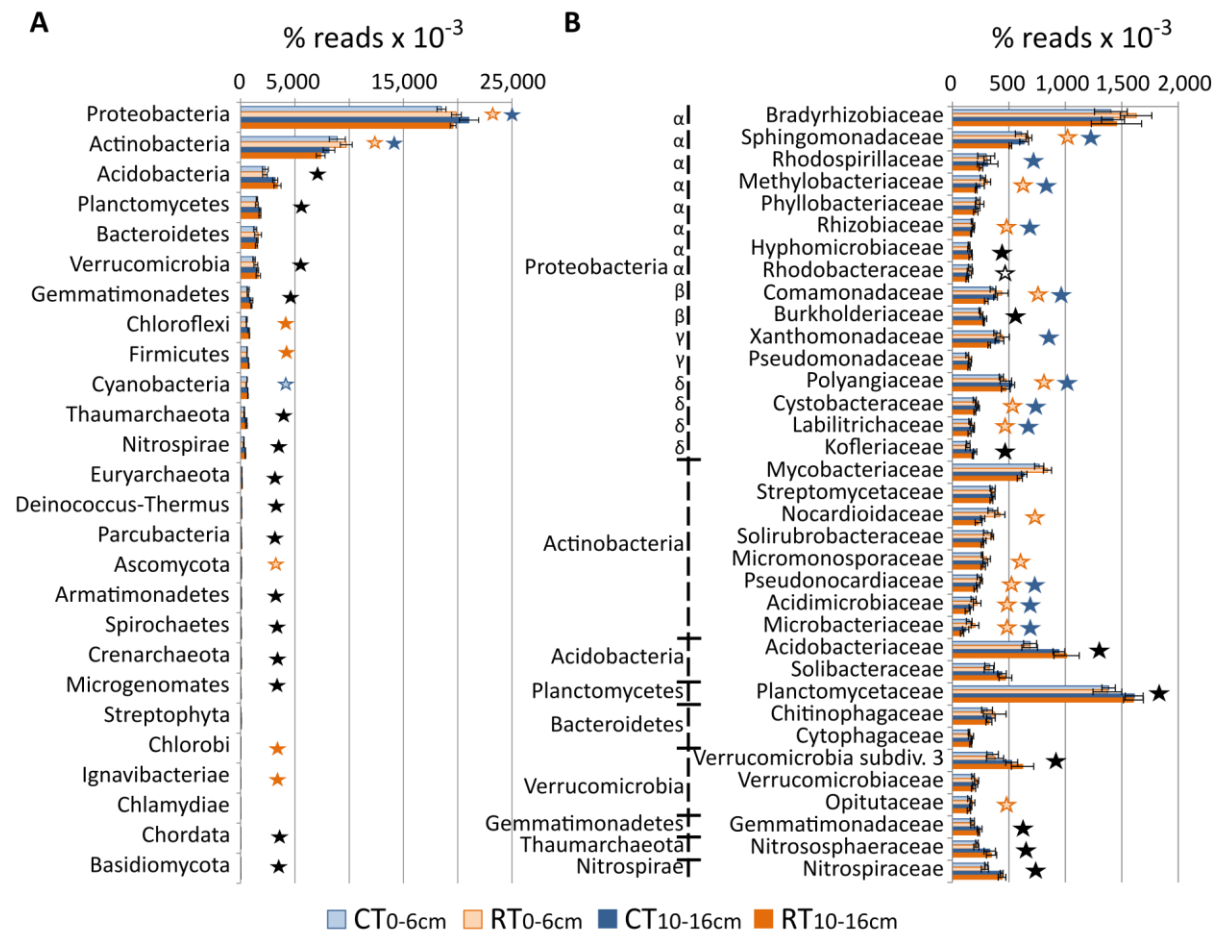 A
% reads x 10-3
0 5,000 15,000 25,000
Proteobacteria
Actinobacteria
Acidobacteria
Planctomycetes
Bacteroidetes
Verrucomicrobia
Gemmatimonadetes
Chloroflexi
Firmicutes
Cyanobacteria
Thaumarchaeota
Nitrospirae
Euryarchaeota
Deinococcus-Thermus
Parcubacteria
Ascomycota
Armatimonadetes
Spirochaetes
Crenarchaeota
Microgenomates
Streptophyta
Chlorobi
Ignavibacteriae
Chlamydiae
Chordata
Basidiomycota
B
% reads x 10-3
0 500 1,000 1,500 2,000
α Bradyrhizobiaceae
α Sphingomonadaceae
α Rhodospirillaceae
α Methylobacteriaceae
α Phyllobacteriaceae
α Rhizobiaceae
α Hyphomicrobiaceae
Proteobacteria α Rhodobacteraceae
β Comamonadaceae
β Burkholderiaceae
γ Xanthomonadaceae
γ Pseudomonadaceae
δ Polyangiaceae
δ Cystobacteraceae
δ Labilitrichaceae
δ Kofleriaceae
Mycobacteriaceae
Streptomycetaceae
Nocardioidaceae
Actinobacteria Solirubrobacteraceae
Micromonosporaceae
Pseudonocardiaceae
Acidimicrobiaceae
Microbacteriaceae
Acidobacteria Acidobacteriaceae
Solibacteraceae
Planctomycetes Planctomycetaceae
Bacteroidetes Chitinophagaceae
Cytophagaceae
Verrucomicrobia subdiv. 3
Verrucomicrobia Verrucomicrobiaceae
Opitutaceae
Gemmatimonadetes Gemmatimonadaceae
Thaumarchaeota Nitrososphaeraceae
Nitrospirae Nitrospiraceae
CT0-6cm RT0-6cm CT10-16cm RT10-16cm